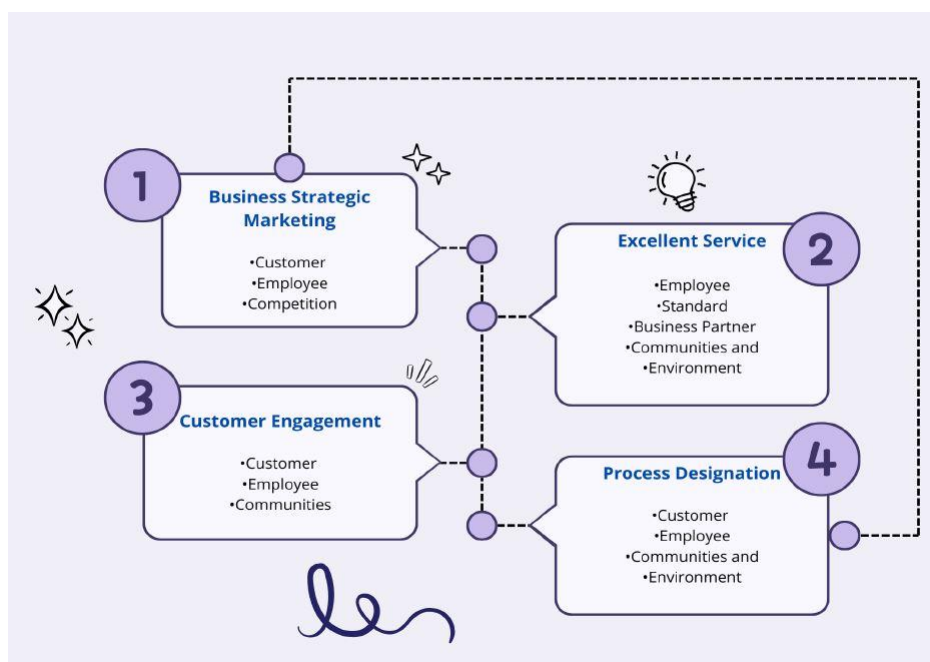 1
Business Strategic
Marketing
•Customer
•Employee
•Competition
2
Excellent Service
•Employee
•Standard
•Business Partner
•Communities and
•Environment
3
Customer Engagement
•Customer
•Employee
•Communities
4
Process Designation
•Customer
•Employee
•Communities and
•Environment